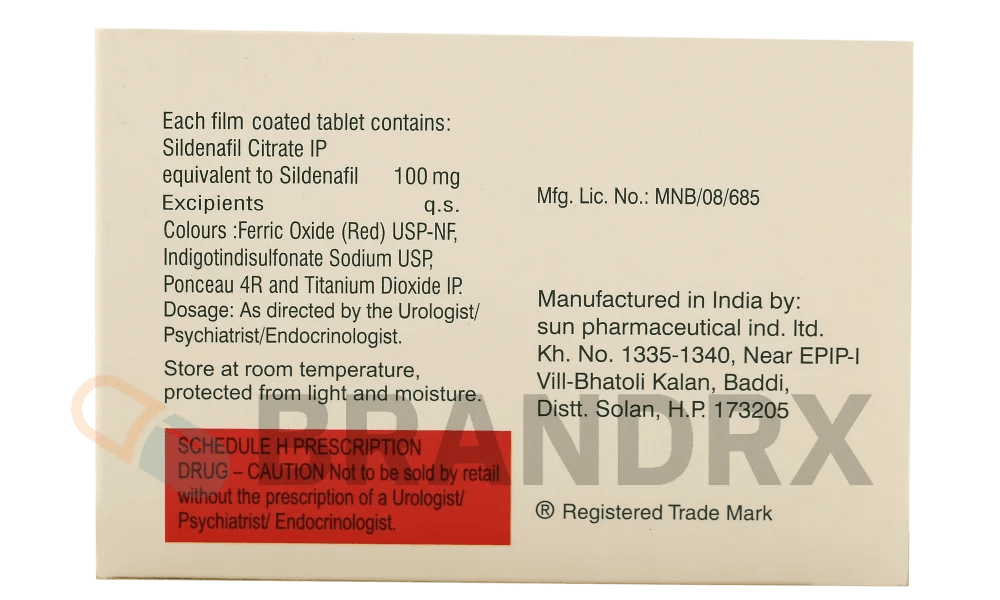 Each film coated tablet contains:
Sildenafil Citrate IP
equivalent to Sildenafil 100 mg
Excipients q.s.
Colours :Ferric Oxide (Red) USP-NF,
Indigotindisulfonate Sodium USP,
Ponceau 4R and Titanium Dioxide IP.
Dosage: As directed by the Urologist/
Psychiatrist/Endocrinologist.
Store at room temperature,
protected from light and moisture.
SCHEDULE H PRESCRIPTION
DRUG – CAUTION Not to be sold by retail
without the prescription of a Urologist/
Psychiatrist/ Endocrinologist.
Mfg. Lic. No.: MNB/08/685
Manufactured in India by:
sun pharmaceutical ind. ltd.
Kh. No. 1335-1340, Near EPIP-I
Vill-Bhatoli Kalan, Baddi,
Distt. Solan, H.P. 173205
® Registered Trade Mark
BRANDRX